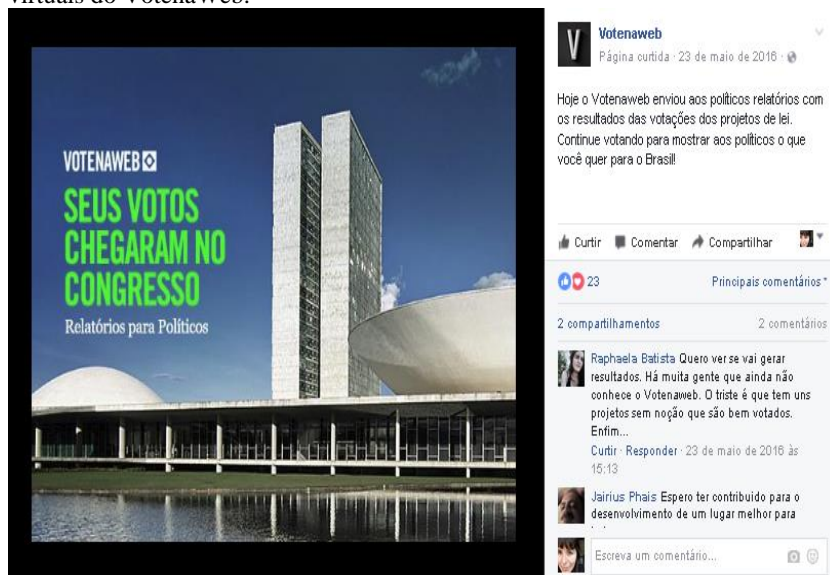 virtuais do VotenaWeb.
VOTENAWEB
SEUS VOTOS
CHEGARAM NO
CONGRESSO
Relatórios para Políticos
V
Votenaweb
Página curtida · 23 de maio de 2016 ·
Hoje o Votenaweb enviou aos políticos relatórios com
os resultados das votações dos projetos de lei.
Continue votando para mostrar aos políticos o que
você quer para o Brasil!
Curtir Comentar Compartilhar
23 Principais comentários
2 compartilhamentos 2 comentários
Raphaela Batista Quero ver se vai gerar
resultados. Há muita gente que ainda não
conhece o Votenaweb. O triste é que tem uns
projetos sem noção que são bem votados.
Enfim...
Curtir · Responder · 23 de maio de 2016 às
15:13
Jairius Phais Espero ter contribuido para o
desenvolvimento de um lugar melhor para
Escreva um comentário...